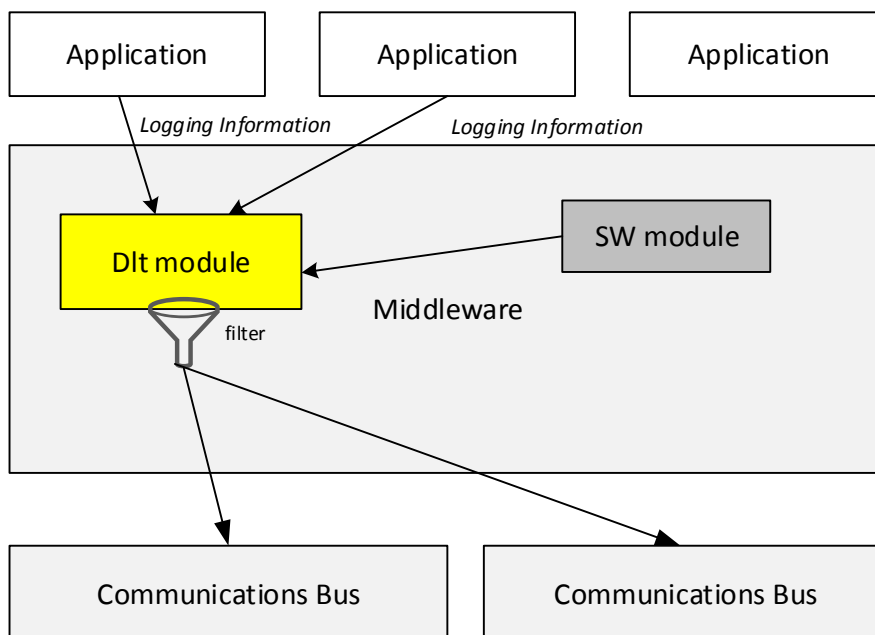 Application
Application
Application
Logging Information
Logging Information
SW module
Dlt module
Middleware
filter
Communications Bus
Communications Bus